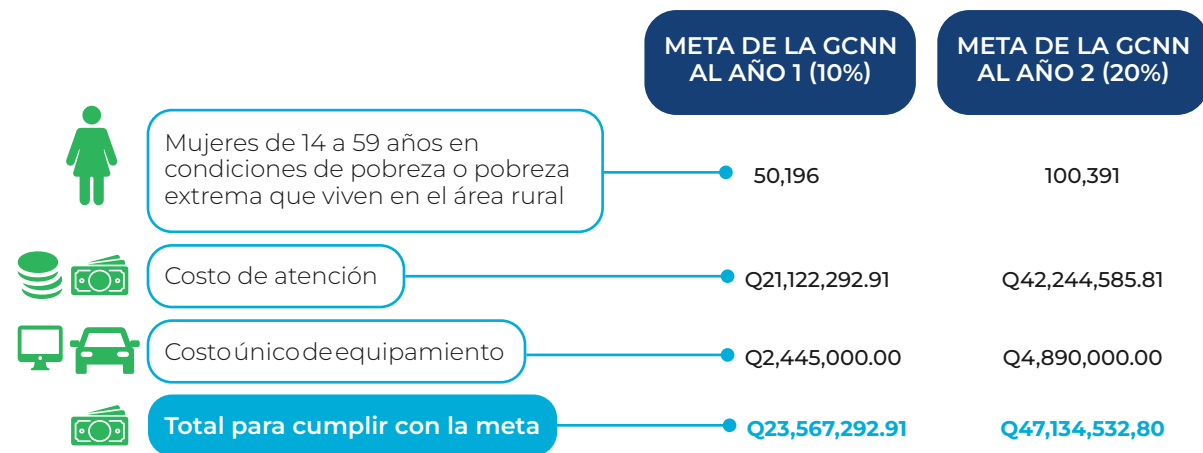 META DE LA GCNN
AL AÑO 1 (10%)
META DE LA GCNN
AL AÑO 2 (20%)
Mujeres de 14 a 59 años en
condiciones de pobreza o pobreza
extrema que viven en el área rural
50,196
100,391
Costo de atención
Q21,122,292.91
Q42,244,585.81
Costo único de equipamiento
Q2,445,000.00
Q4,890,000.00
Total para cumplir con la meta
Q23,567,292.91
Q47,134,532,80